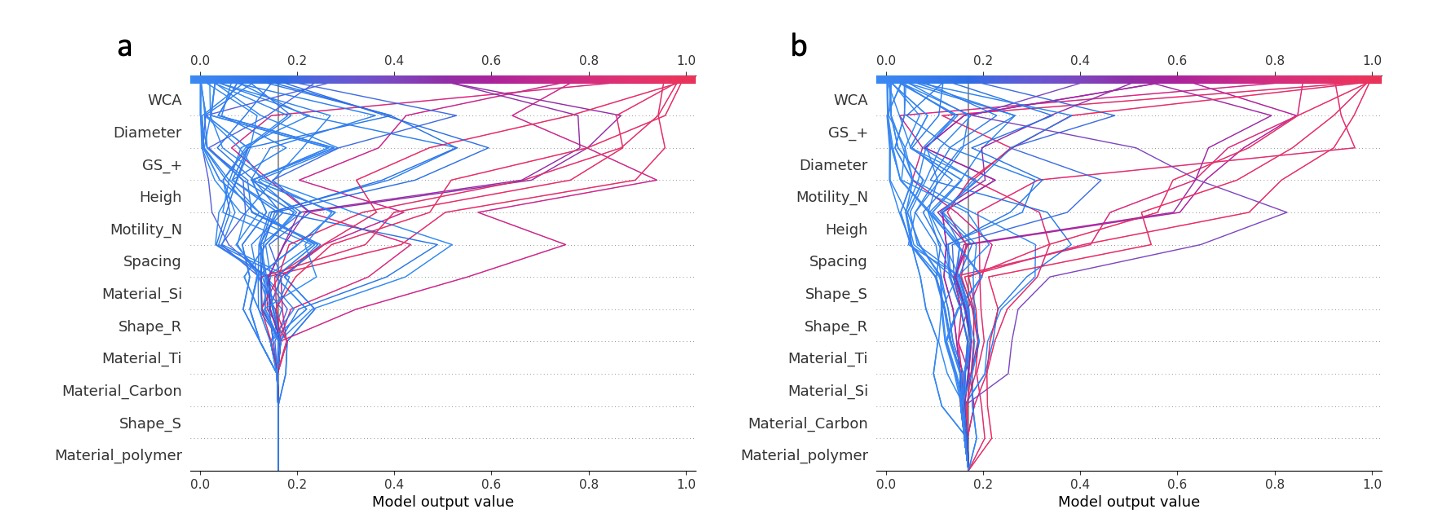 a
0.0 0.2 0.4 0.6 0.8 1.0
WCA
Diameter
GS_+
Heigh
Motility_N
Spacing
Material_Si
Shape_R
Material_Ti
Material_Carbon
Shape_S
Material_polymer
0.0 0.2 0.4 0.6 0.8 1.0
Model output value
b
0.0 0.2 0.4 0.6 0.8 1.0
WCA
GS_+
Diameter
Motility_N
Heigh
Spacing
Shape_S
Shape_R
Material_Ti
Material_Si
Material_Carbon
Material_polymer
0.0 0.2 0.4 0.6 0.8 1.0
Model output value